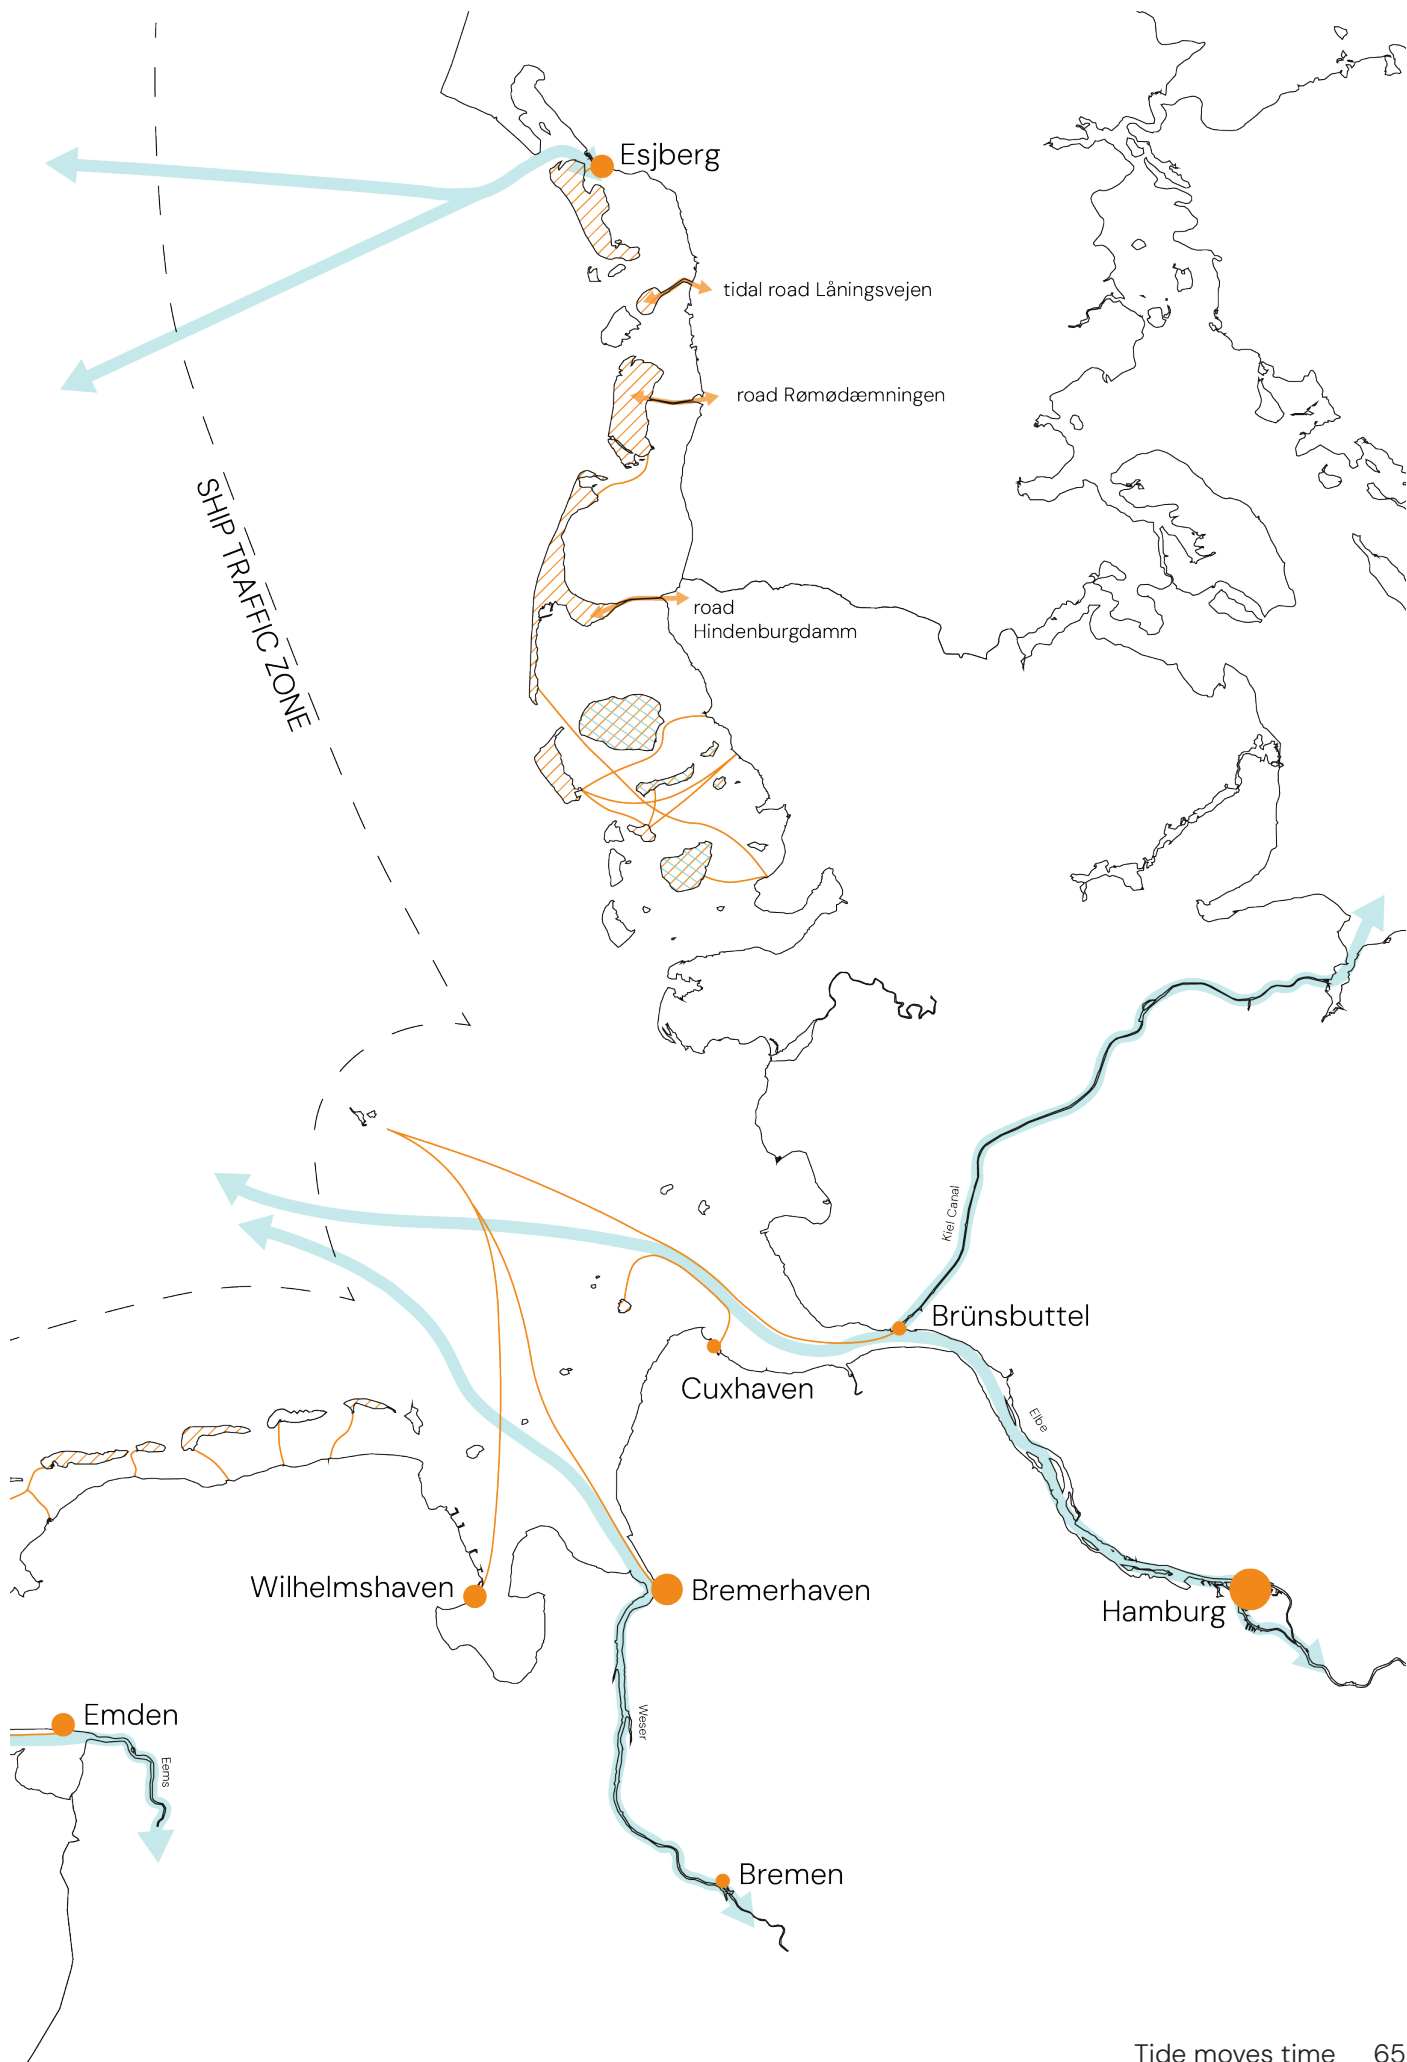 Esjberg
tidal road Låningsvejen
road Rømødæmningen
SHIP TRAFFIC ZONE
road
Hindenburgdamm
Kiel Canal
Brünsbuttel
Cuxhaven
Elbe
Wilhelmshaven
Bremerhaven
Hamburg
Emden
Weser
Eems
Bremen
Tide moves time 65